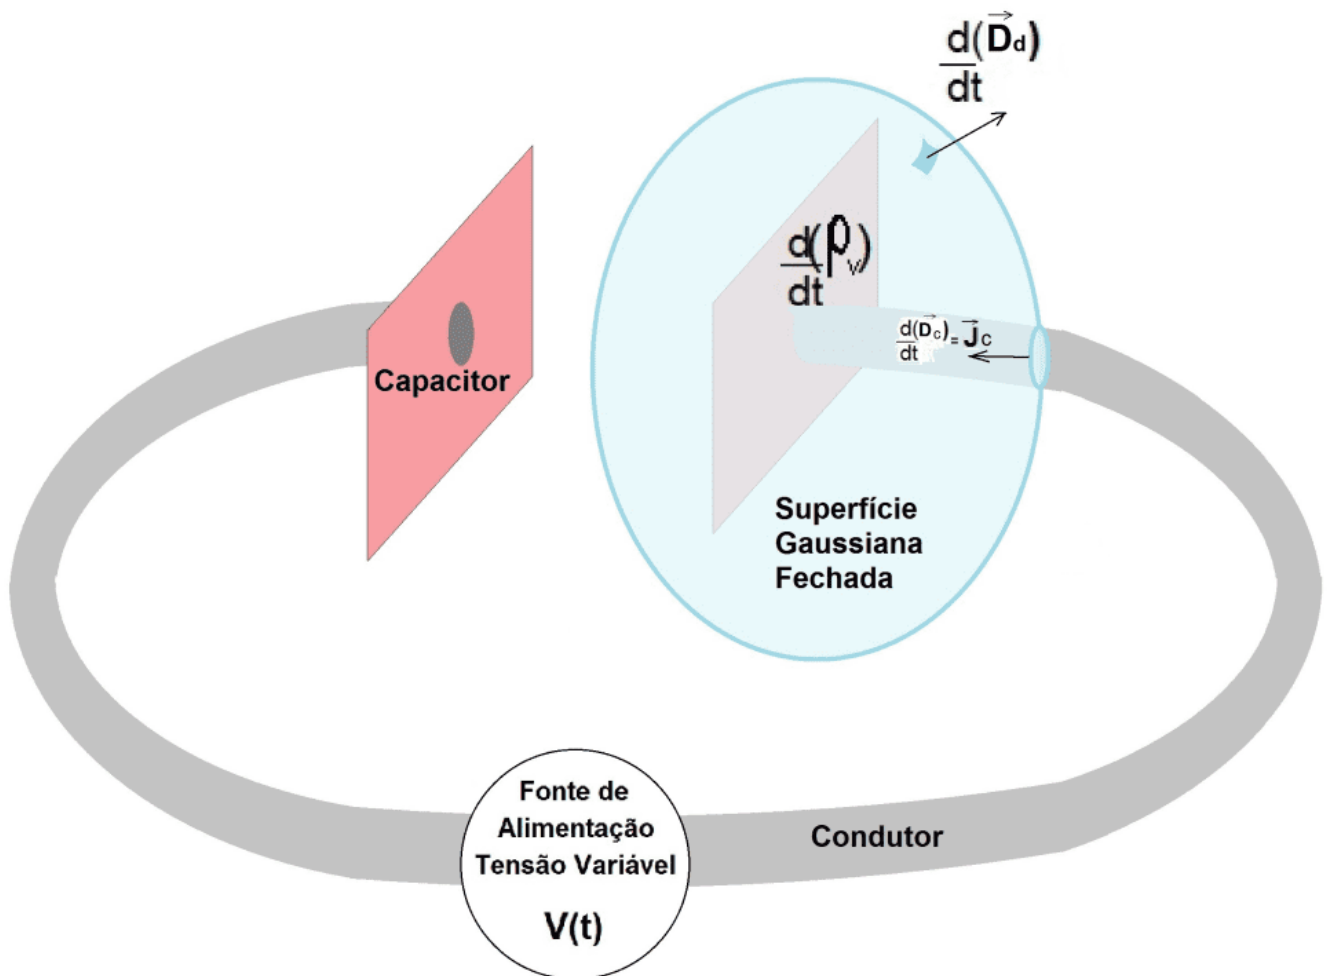 d(D⃗d)
dt
d(ρv)
dt
d(D⃗c) = J⃗c
dt
Capacitor
Superfície
Gaussiana
Fechada
Fonte de
Alimentação
Tensão Variável
V(t)
Condutor